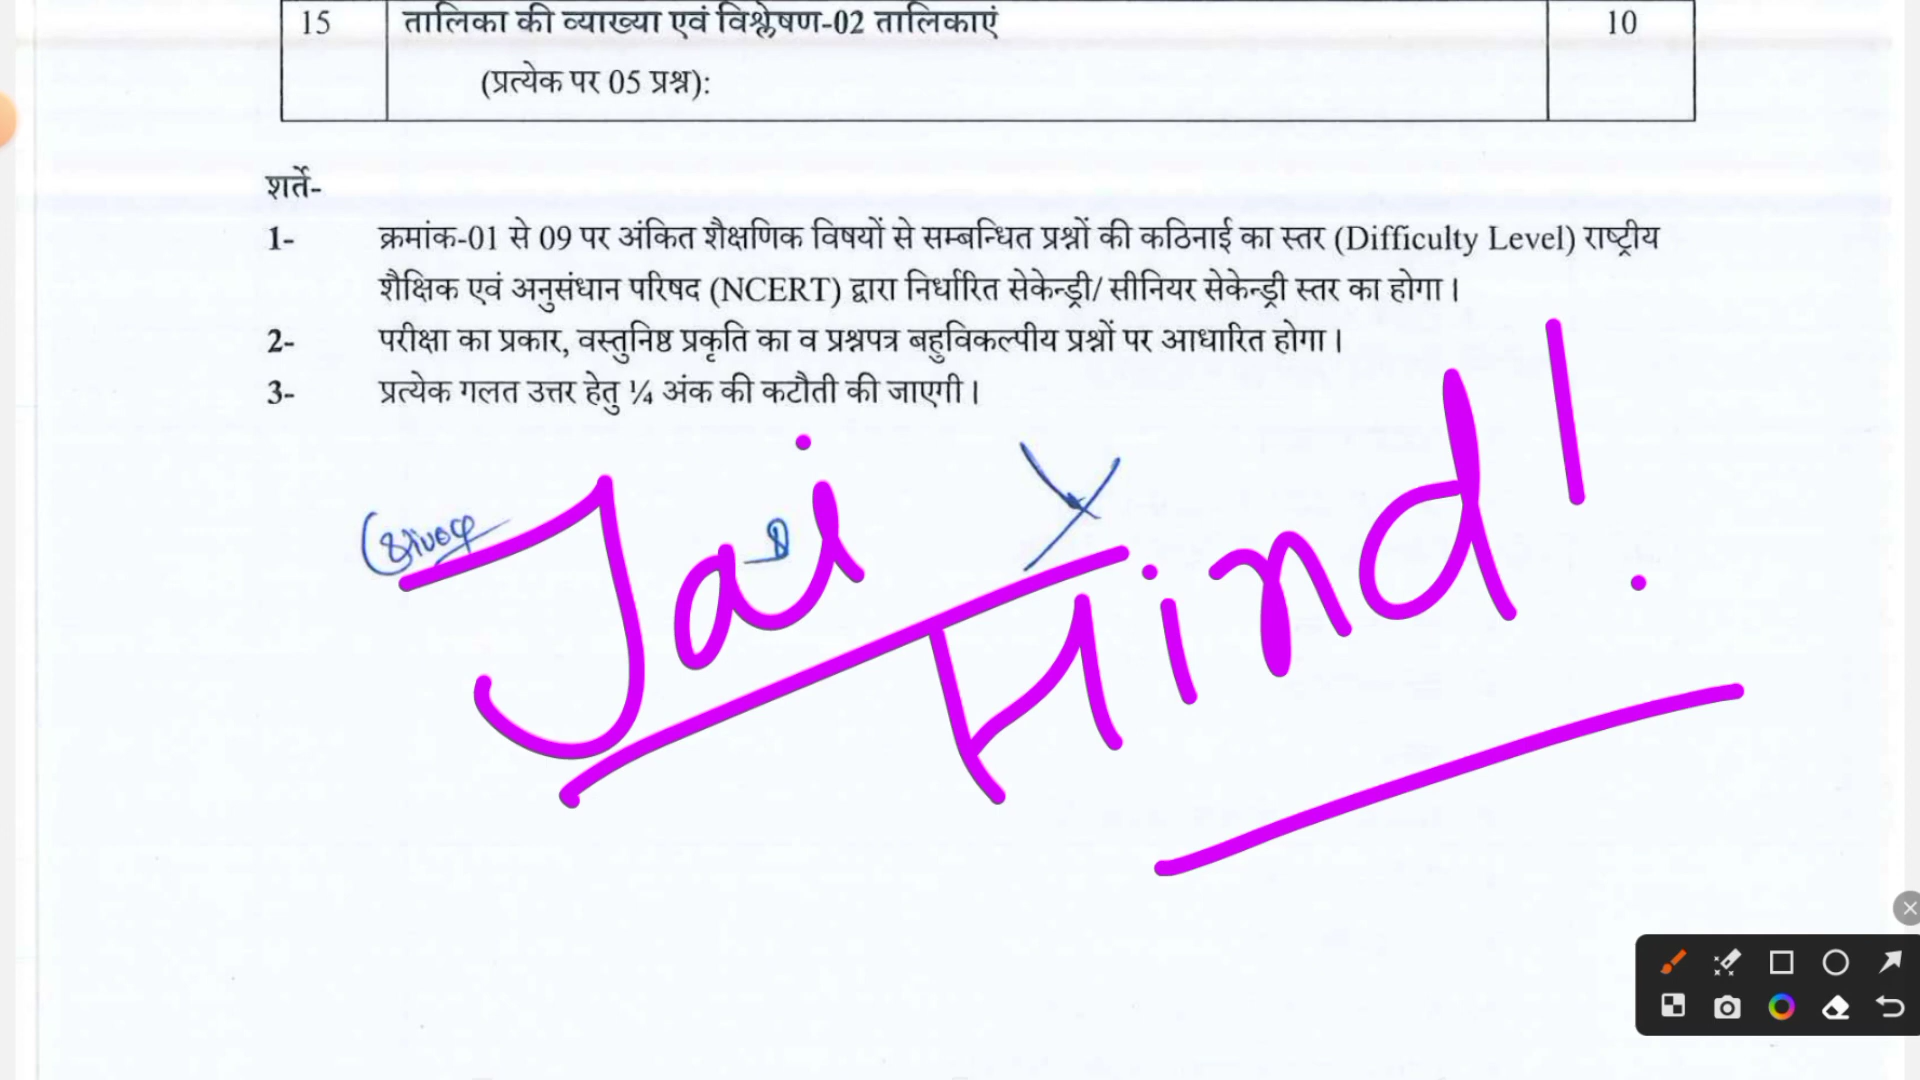 15 तालिका की व्याख्या एवं विश्लेषण-02 तालिकाएं 10
(प्रत्येक पर 05 प्रश्न):
शर्ते-
1- क्रमांक-01 से 09 पर अंकित शैक्षणिक विषयों से सम्बन्धित प्रश्नों की कठिनाई का स्तर (Difficulty Level) राष्ट्रीय
शैक्षिक एवं अनुसंधान परिषद (NCERT) द्वारा निर्धारित सेकेन्ड्री/ सीनियर सेकेन्ड्री स्तर का होगा।
2- परीक्षा का प्रकार, वस्तुनिष्ठ प्रकृति का व प्रश्नपत्र बहुविकल्पीय प्रश्नों पर आधारित होगा।
3- प्रत्येक गलत उत्तर हेतु ¼ अंक की कटौती की जाएगी।
Jai Hind!